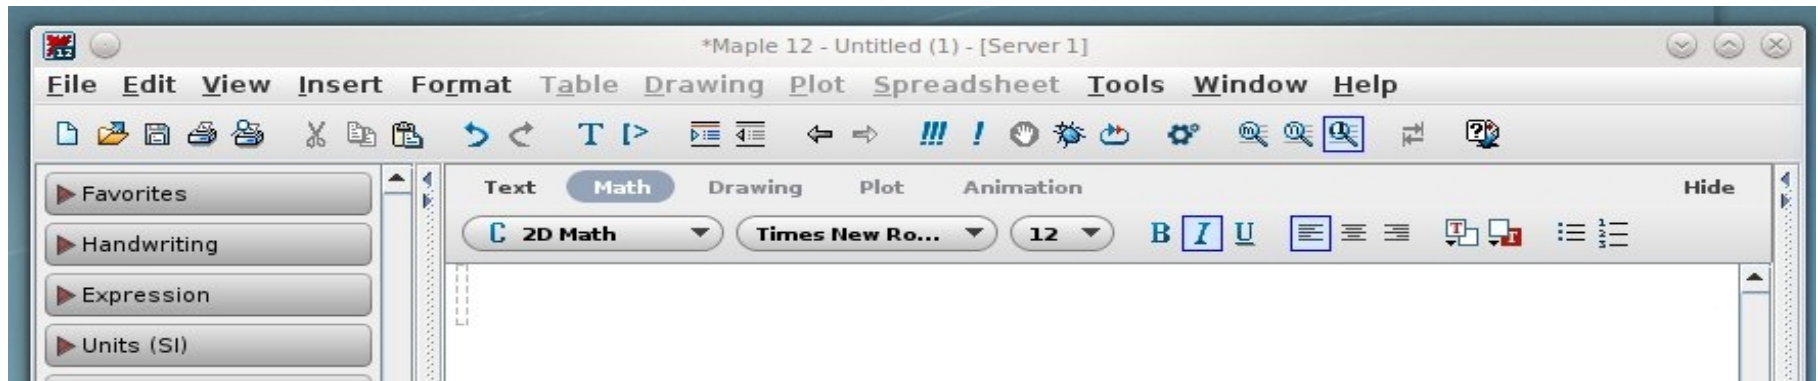 *Maple 12 - Untitled (1) - [Server 1]
File Edit View Insert Format Table Drawing Plot Spreadsheet Tools Window Help
Favorites
Handwriting
Expression
Units (SI)
Text Math Drawing Plot Animation Hide
C 2D Math Times New Ro... 12 B I U